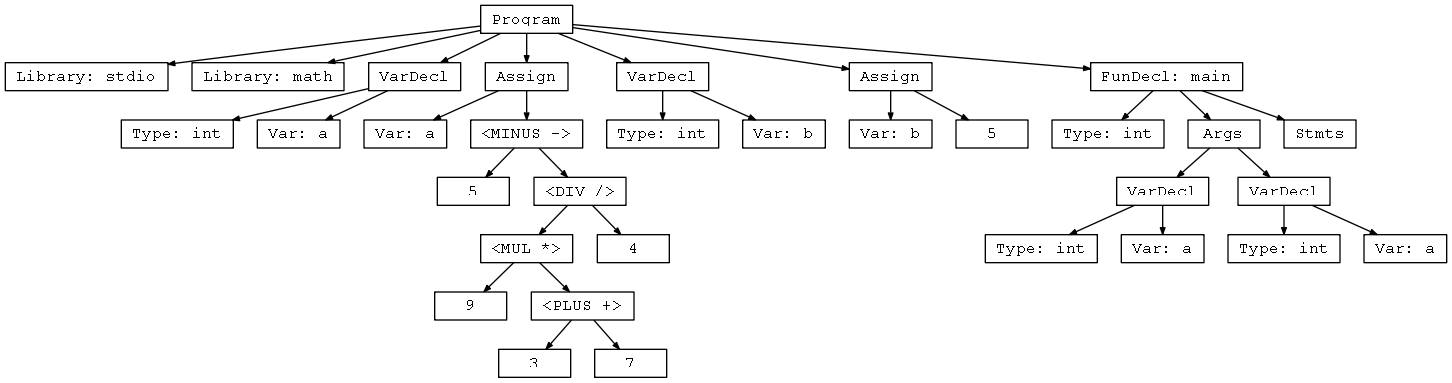 Program
Library: stdio
Library: math
VarDecl
Assign
VarDecl
Assign
FunDecl: main
Type: int
Var: a
Var: a
<MINUS ->
Type: int
Var: b
Var: b
5
Type: int
Args
Stmts
5
<DIV />
VarDecl
VarDecl
<MUL *>
4
Type: int
Var: a
Type: int
Var: a
9
<PLUS +>
3
7